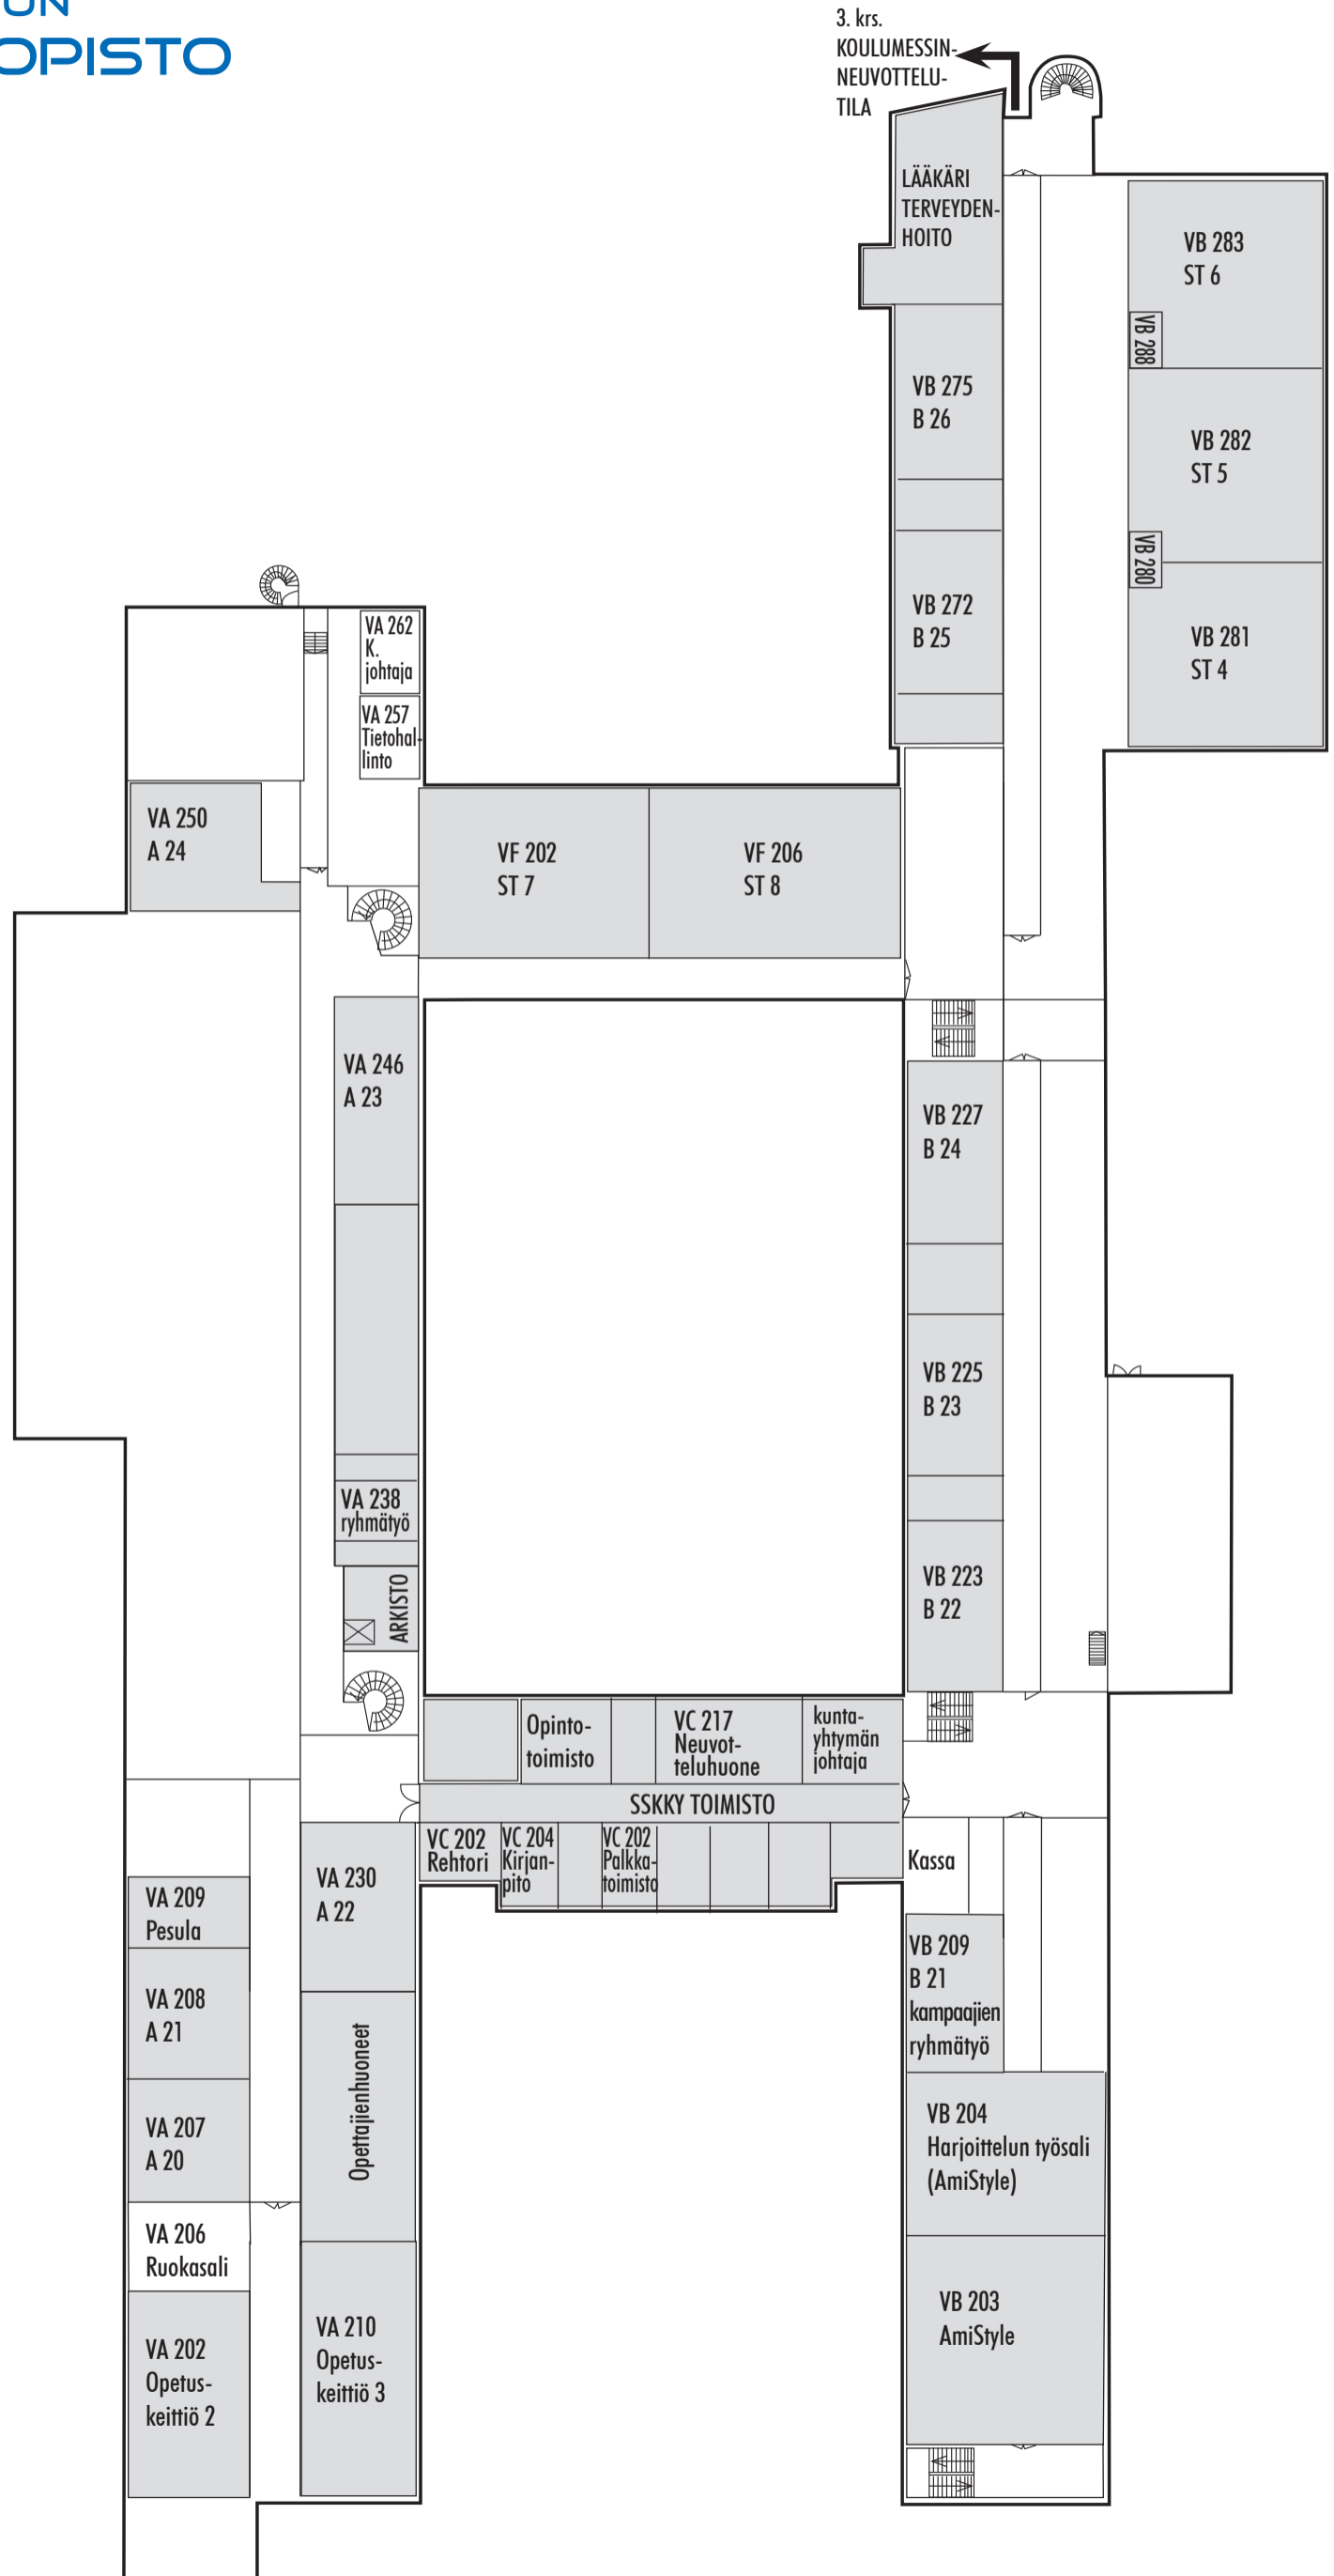 UN
OPISTO
3. krs.
KOULUMESSIN-
NEUVOTTELU-
TILA
LÄÄKÄRI
TERVEYDEN-
HOITO
VB 283
ST 6
VB 288
VB 275
B 26
VB 282
ST 5
VB 280
VB 272
B 25
VB 281
ST 4
VA 262
K.
johtaja
VA 257
Tietohal-
linto
VA 250
A 24
VF 202
ST 7
VF 206
ST 8
VA 246
A 23
VB 227
B 24
VB 225
B 23
VA 238
ryhmätyö
ARKISTO
VB 223
B 22
Opinto-
toimisto
VC 217
Neuvot-
teluhuone
kunta-
yhtymän
johtaja
SSKKY TOIMISTO
VC 202
Rehtori
VC 204
Kirjan-
pito
VC 202
Palkka-
toimisto
Kassa
VA 230
A 22
VA 209
Pesula
VB 209
B 21
kampaajien
ryhmätyö
VA 208
A 21
Opettajienhuoneet
VA 207
A 20
VB 204
Harjoittelun työsali
(AmiStyle)
VA 206
Ruokasali
VB 203
AmiStyle
VA 202
Opetus-
keittiö 2
VA 210
Opetus-
keittiö 3